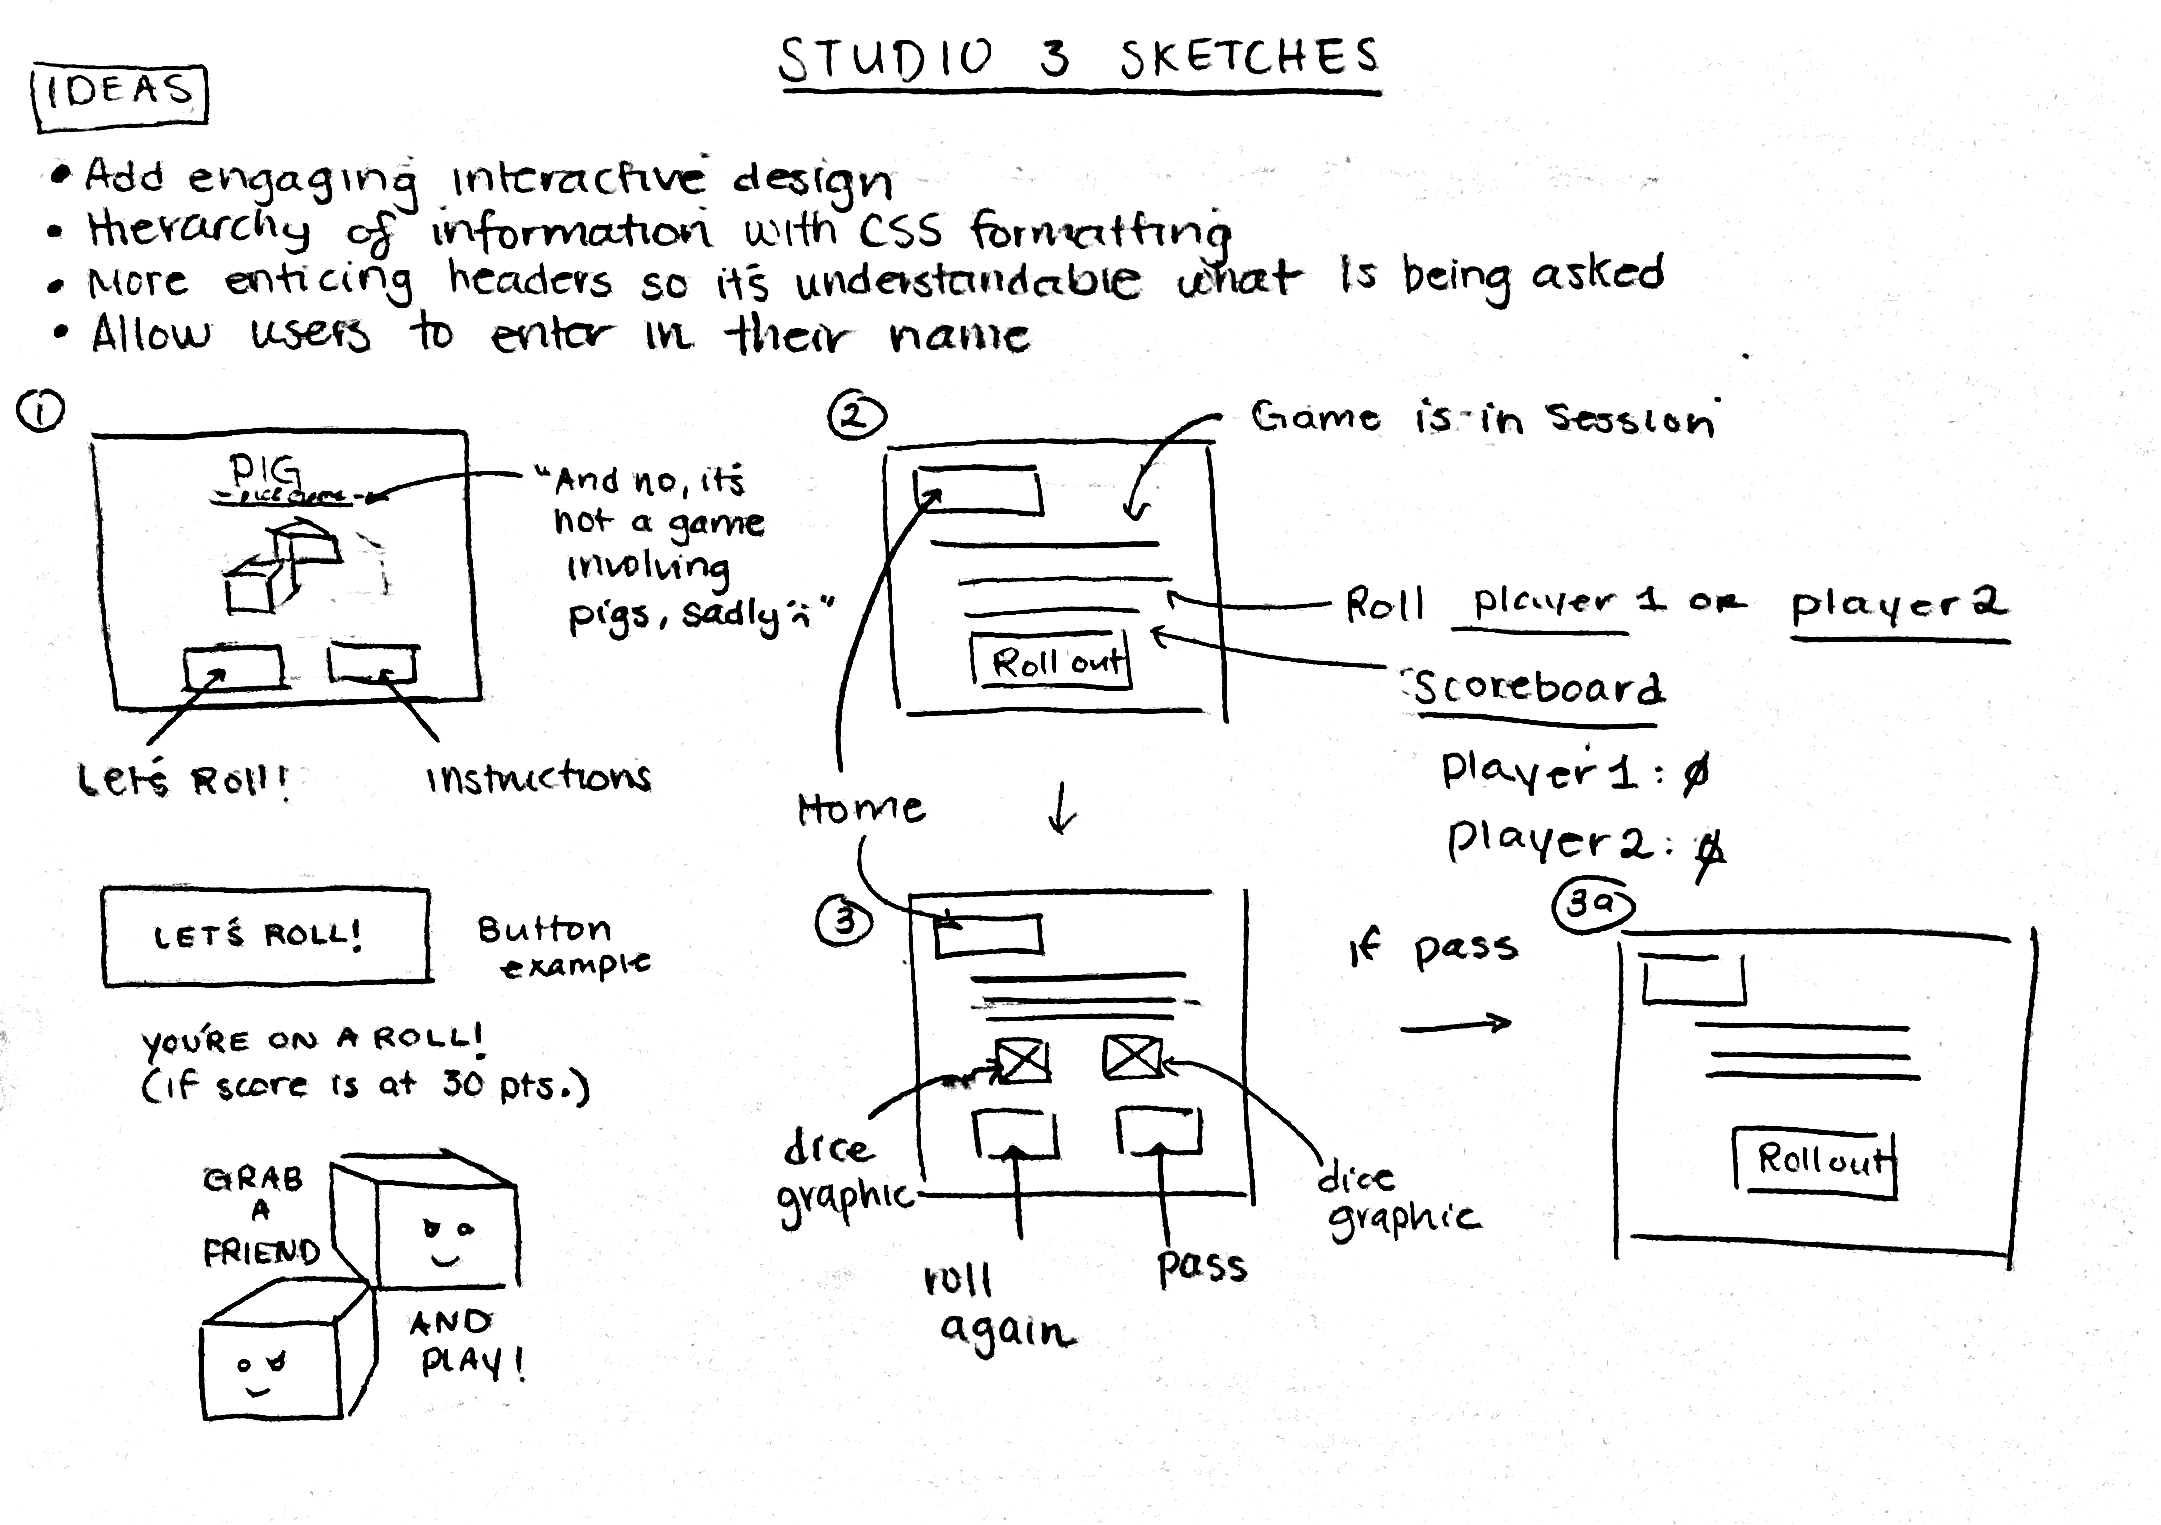 STUDIO 3 SKETCHES
IDEAS
• Add engaging interactive design
• Hierarchy of information with CSS formatting
• More enticing headers so it's understandable what is being asked
• Allow users to enter in their name
1
PIG
"And no, it's
not a game
involving
pigs, sadly :( "
Let's Roll!
instructions
2
Game is in Session
Roll player 1 or player 2
Roll out
Scoreboard
player 1: 0
player 2: 0
Home
LET'S ROLL!
Button
example
YOU'RE ON A ROLL!
(if score is at 30 pts.)
GRAB
A
FRIEND
AND
PLAY!
3
dice
graphic
dice
graphic
roll
again
pass
if pass
3a
Roll out